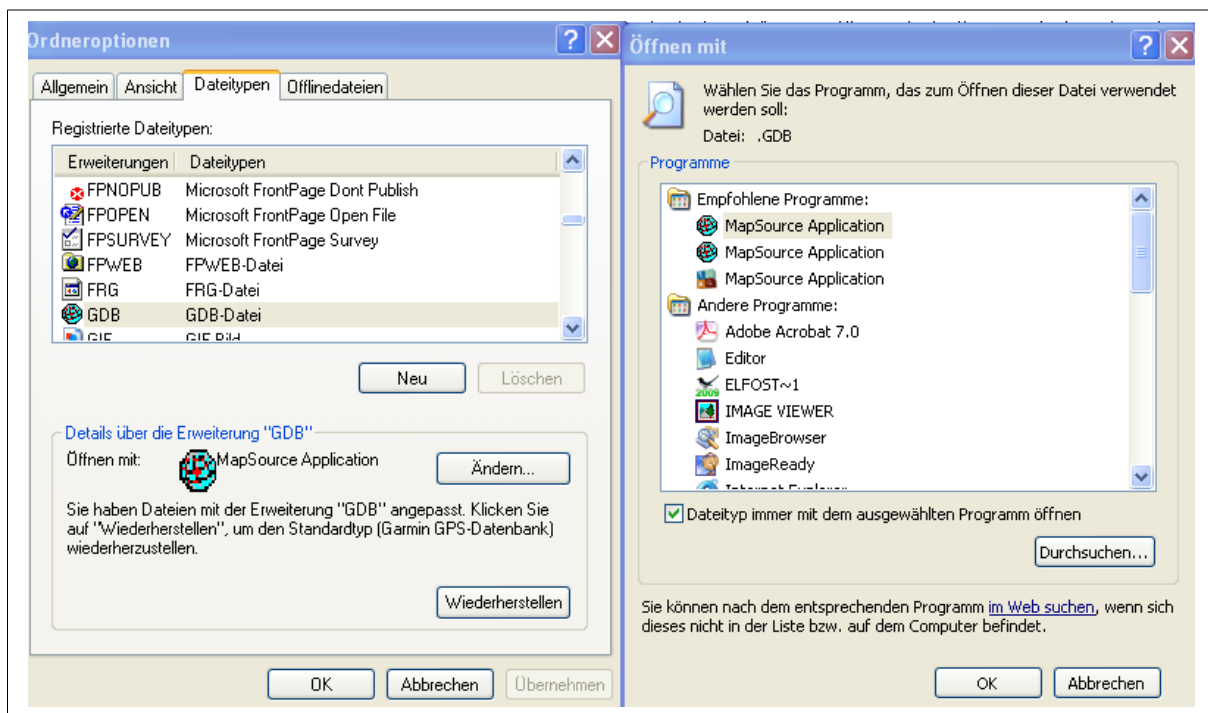 Ordneroptionen
Allgemein Ansicht Dateitypen Offlinedateien
Registrierte Dateitypen:
Erweiterungen Dateitypen
FPNOPUB Microsoft FrontPage Dont Publish
FPOPEN Microsoft FrontPage Open File
FPSURVEY Microsoft FrontPage Survey
FPWEB FPWEB-Datei
FRG FRG-Datei
GDB GDB-Datei
GIF GIF Bild
Neu Löschen
Details über die Erweiterung "GDB"
Öffnen mit: MapSource Application
Ändern...
Sie haben Dateien mit der Erweiterung "GDB" angepasst. Klicken Sie
auf "Wiederherstellen", um den Standardtyp (Garmin GPS-Datenbank)
wiederherzustellen.
Wiederherstellen
OK Abbrechen Übernehmen
Öffnen mit
Wählen Sie das Programm, das zum Öffnen dieser Datei verwendet
werden soll:
Datei: .GDB
Programme
Empfohlene Programme:
MapSource Application
MapSource Application
MapSource Application
Andere Programme:
Adobe Acrobat 7.0
Editor
ELFOST~1
IMAGE VIEWER
ImageBrowser
ImageReady
Internet Explorer
Dateityp immer mit dem ausgewählten Programm öffnen
Durchsuchen...
Sie können nach dem entsprechenden Programm im Web suchen, wenn sich
dieses nicht in der Liste bzw. auf dem Computer befindet.
OK Abbrechen